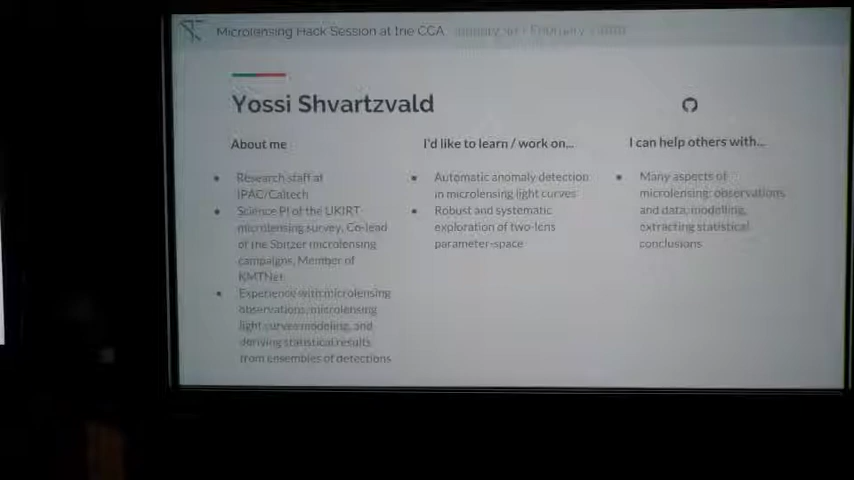 Microlensing Hack Session at the CCA
Yossi Shvartzvald
About me
Research staff at
IPAC/Caltech
Science PI of the UKIRT
microlensing survey, Co-lead
of the Spitzer microlensing
campaigns, Member of
KMTNet
Experience with microlensing
observations, microlensing
light curves modeling, and
deriving statistical results
from ensembles of detections
I'd like to learn / work on...
Automatic anomaly detection
in microlensing light curves
Robust and systematic
exploration of two-lens
parameter-space
I can help others with...
Many aspects of
microlensing: observations
and data, modelling,
extracting statistical
conclusions